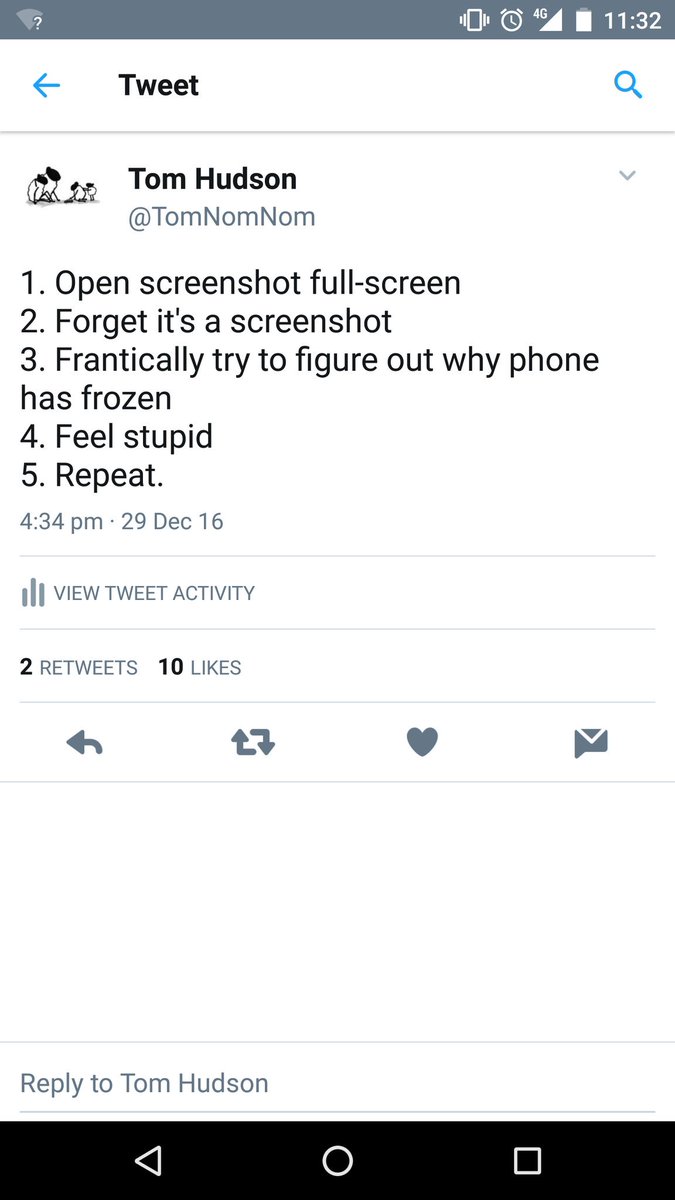 ?
4G
11:32
Tweet
Tom Hudson
@TomNomNom
1. Open screenshot full-screen
2. Forget it's a screenshot
3. Frantically try to figure out why phone
has frozen
4. Feel stupid
5. Repeat.
4:34 pm · 29 Dec 16
VIEW TWEET ACTIVITY
2 RETWEETS 10 LIKES
Reply to Tom Hudson